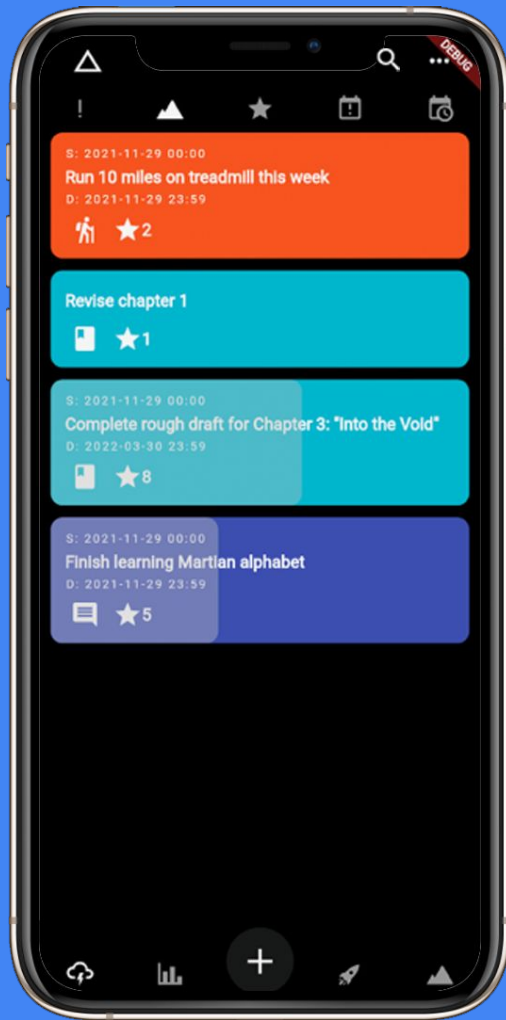 DEBUG
!
S: 2021-11-29 00:00
Run 10 miles on treadmill this week
D: 2021-11-29 23:59
2
Revise chapter 1
1
S: 2021-11-29 00:00
Complete rough draft for Chapter 3: "Into the Void"
D: 2022-03-30 23:59
8
S: 2021-11-29 00:00
Finish learning Martian alphabet
D: 2021-11-29 23:59
5